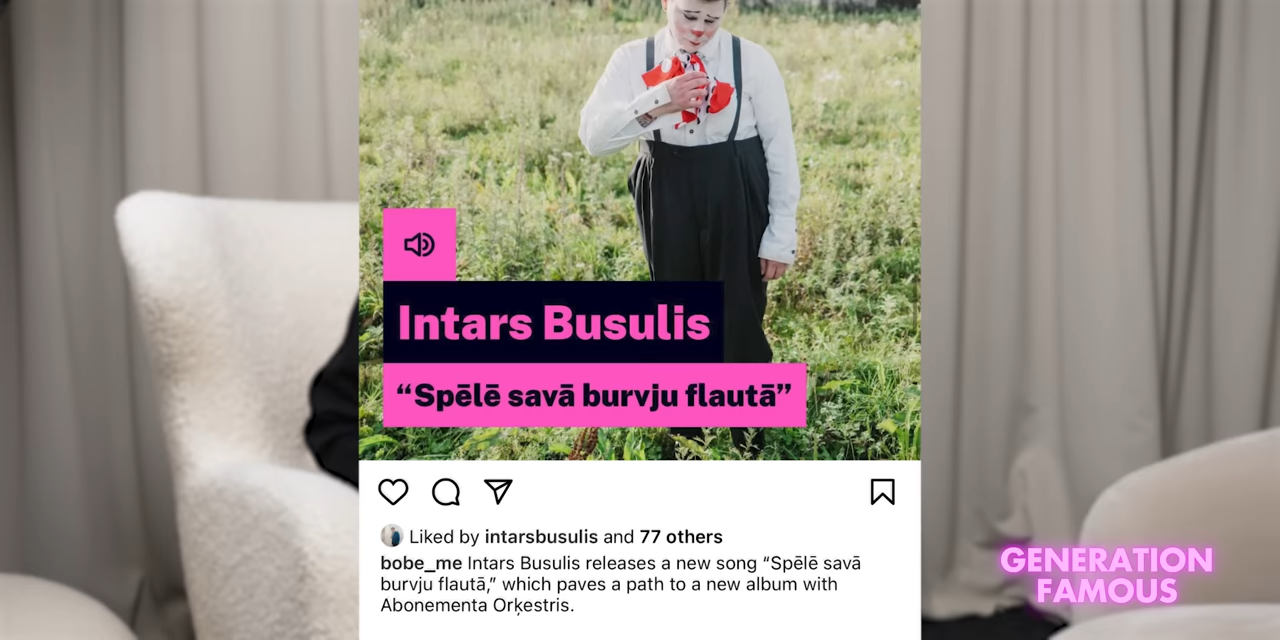 Intars Busulis
“Spēlē savā burvju flautā”
Liked by intarsbusulis and 77 others
bobe_me Intars Busulis releases a new song “Spēlē savā
burvju flautā,” which paves a path to a new album with
Abonementa Orķestris.
GENERATION
FAMOUS